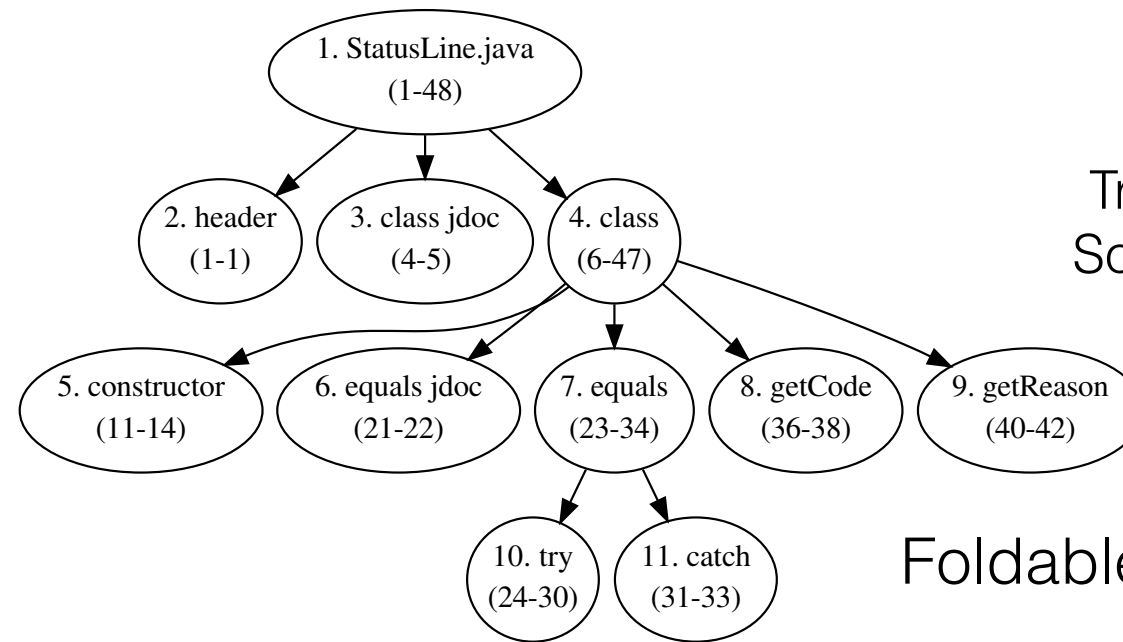 1. StatusLine.java
(1-48)
2. header
(1-1)
3. class jdoc
(4-5)
4. class
(6-47)
5. constructor
(11-14)
6. equals jdoc
(21-22)
7. equals
(23-34)
8. getCode
(36-38)
9. getReason
(40-42)
10. try
(24-30)
11. catch
(31-33)
Foldable